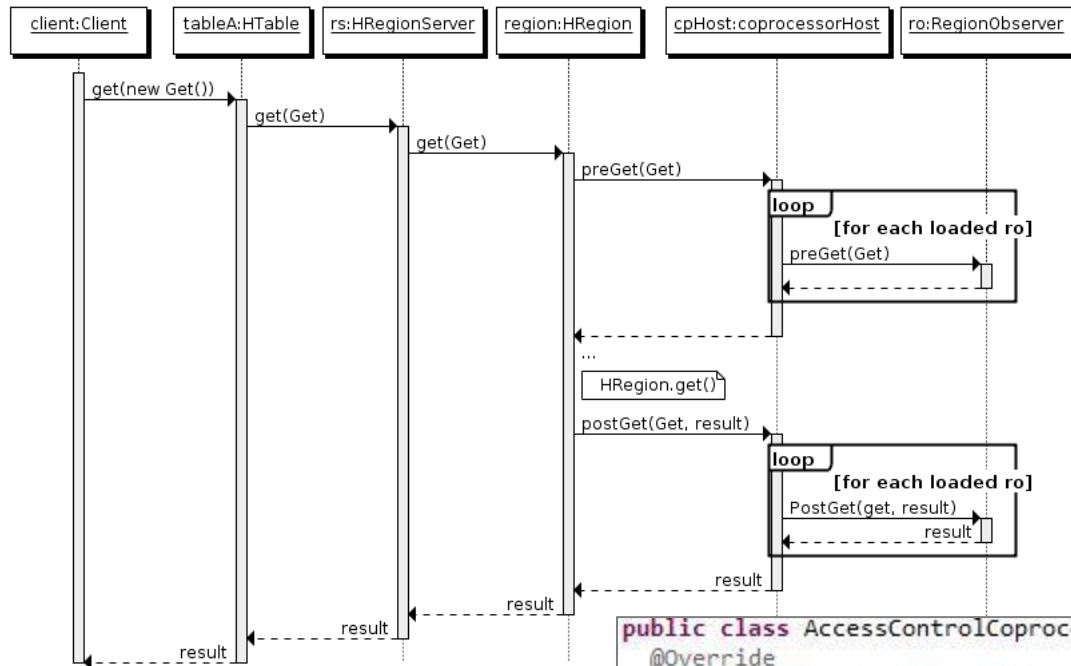 client:Client
tableA:HTable
rs:HRegionServer
region:HRegion
cpHost:coprocessorHost
ro:RegionObserver
get(new Get())
get(Get)
get(Get)
preGet(Get)
loop
[for each loaded ro]
preGet(Get)
...
HRegion.get()
postGet(Get, result)
loop
[for each loaded ro]
PostGet(get, result)
result
result
result
result
result
public class AccessControlCoproc
@Override